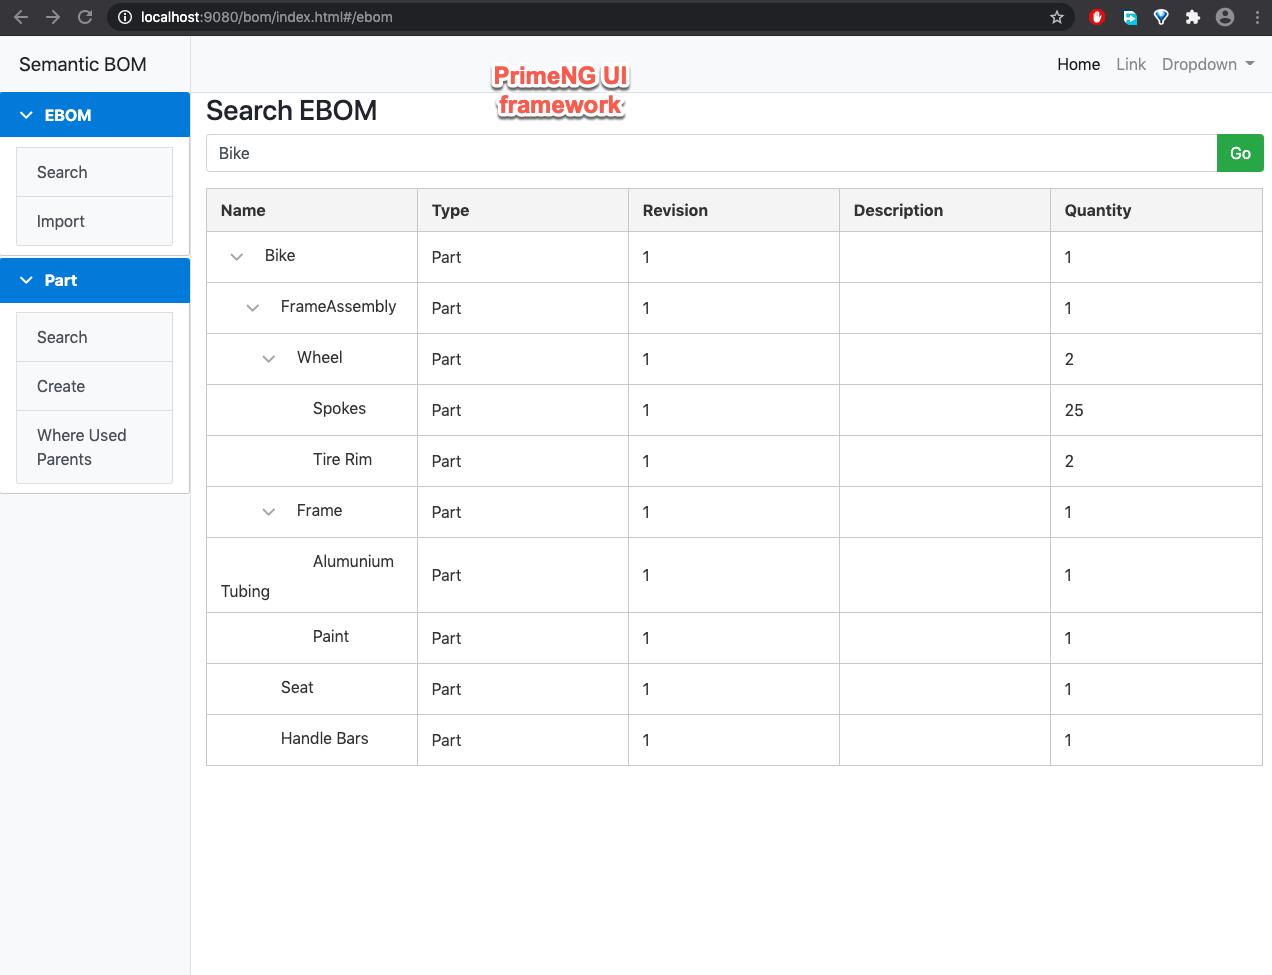 localhost:9080/bom/index.html#/ebom
Semantic BOM
Home Link Dropdown
PrimeNG UI
framework
EBOM
Search
Import
Part
Search
Create
Where Used
Parents
Search EBOM
Bike Go
Name Type Revision Description Quantity
Bike Part 1 1
FrameAssembly Part 1 1
Wheel Part 1 2
Spokes Part 1 25
Tire Rim Part 1 2
Frame Part 1 1
Alumunium
Tubing Part 1 1
Paint Part 1 1
Seat Part 1 1
Handle Bars Part 1 1